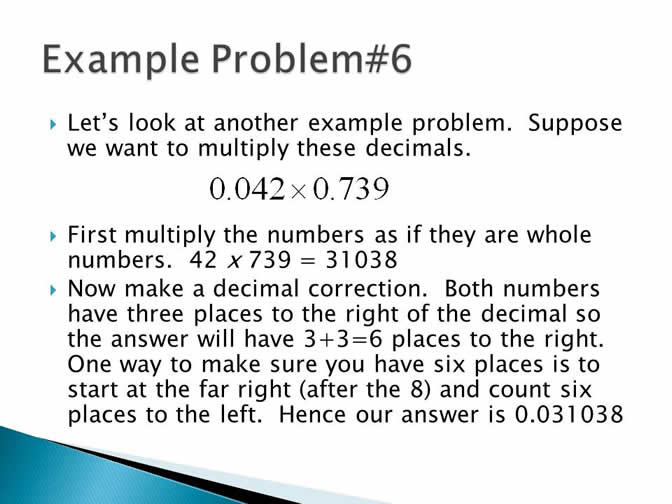 Example Problem#6
Let's look at another example problem.  Suppose
we want to multiply these decimals.
0.042 × 0.739
First multiply the numbers as if they are whole
numbers.  42 x 739 = 31038
Now make a decimal correction.  Both numbers
have three places to the right of the decimal so
the answer will have 3+3=6 places to the right.
One way to make sure you have six places is to
start at the far right (after the 8) and count six
places to the left.  Hence our answer is 0.031038